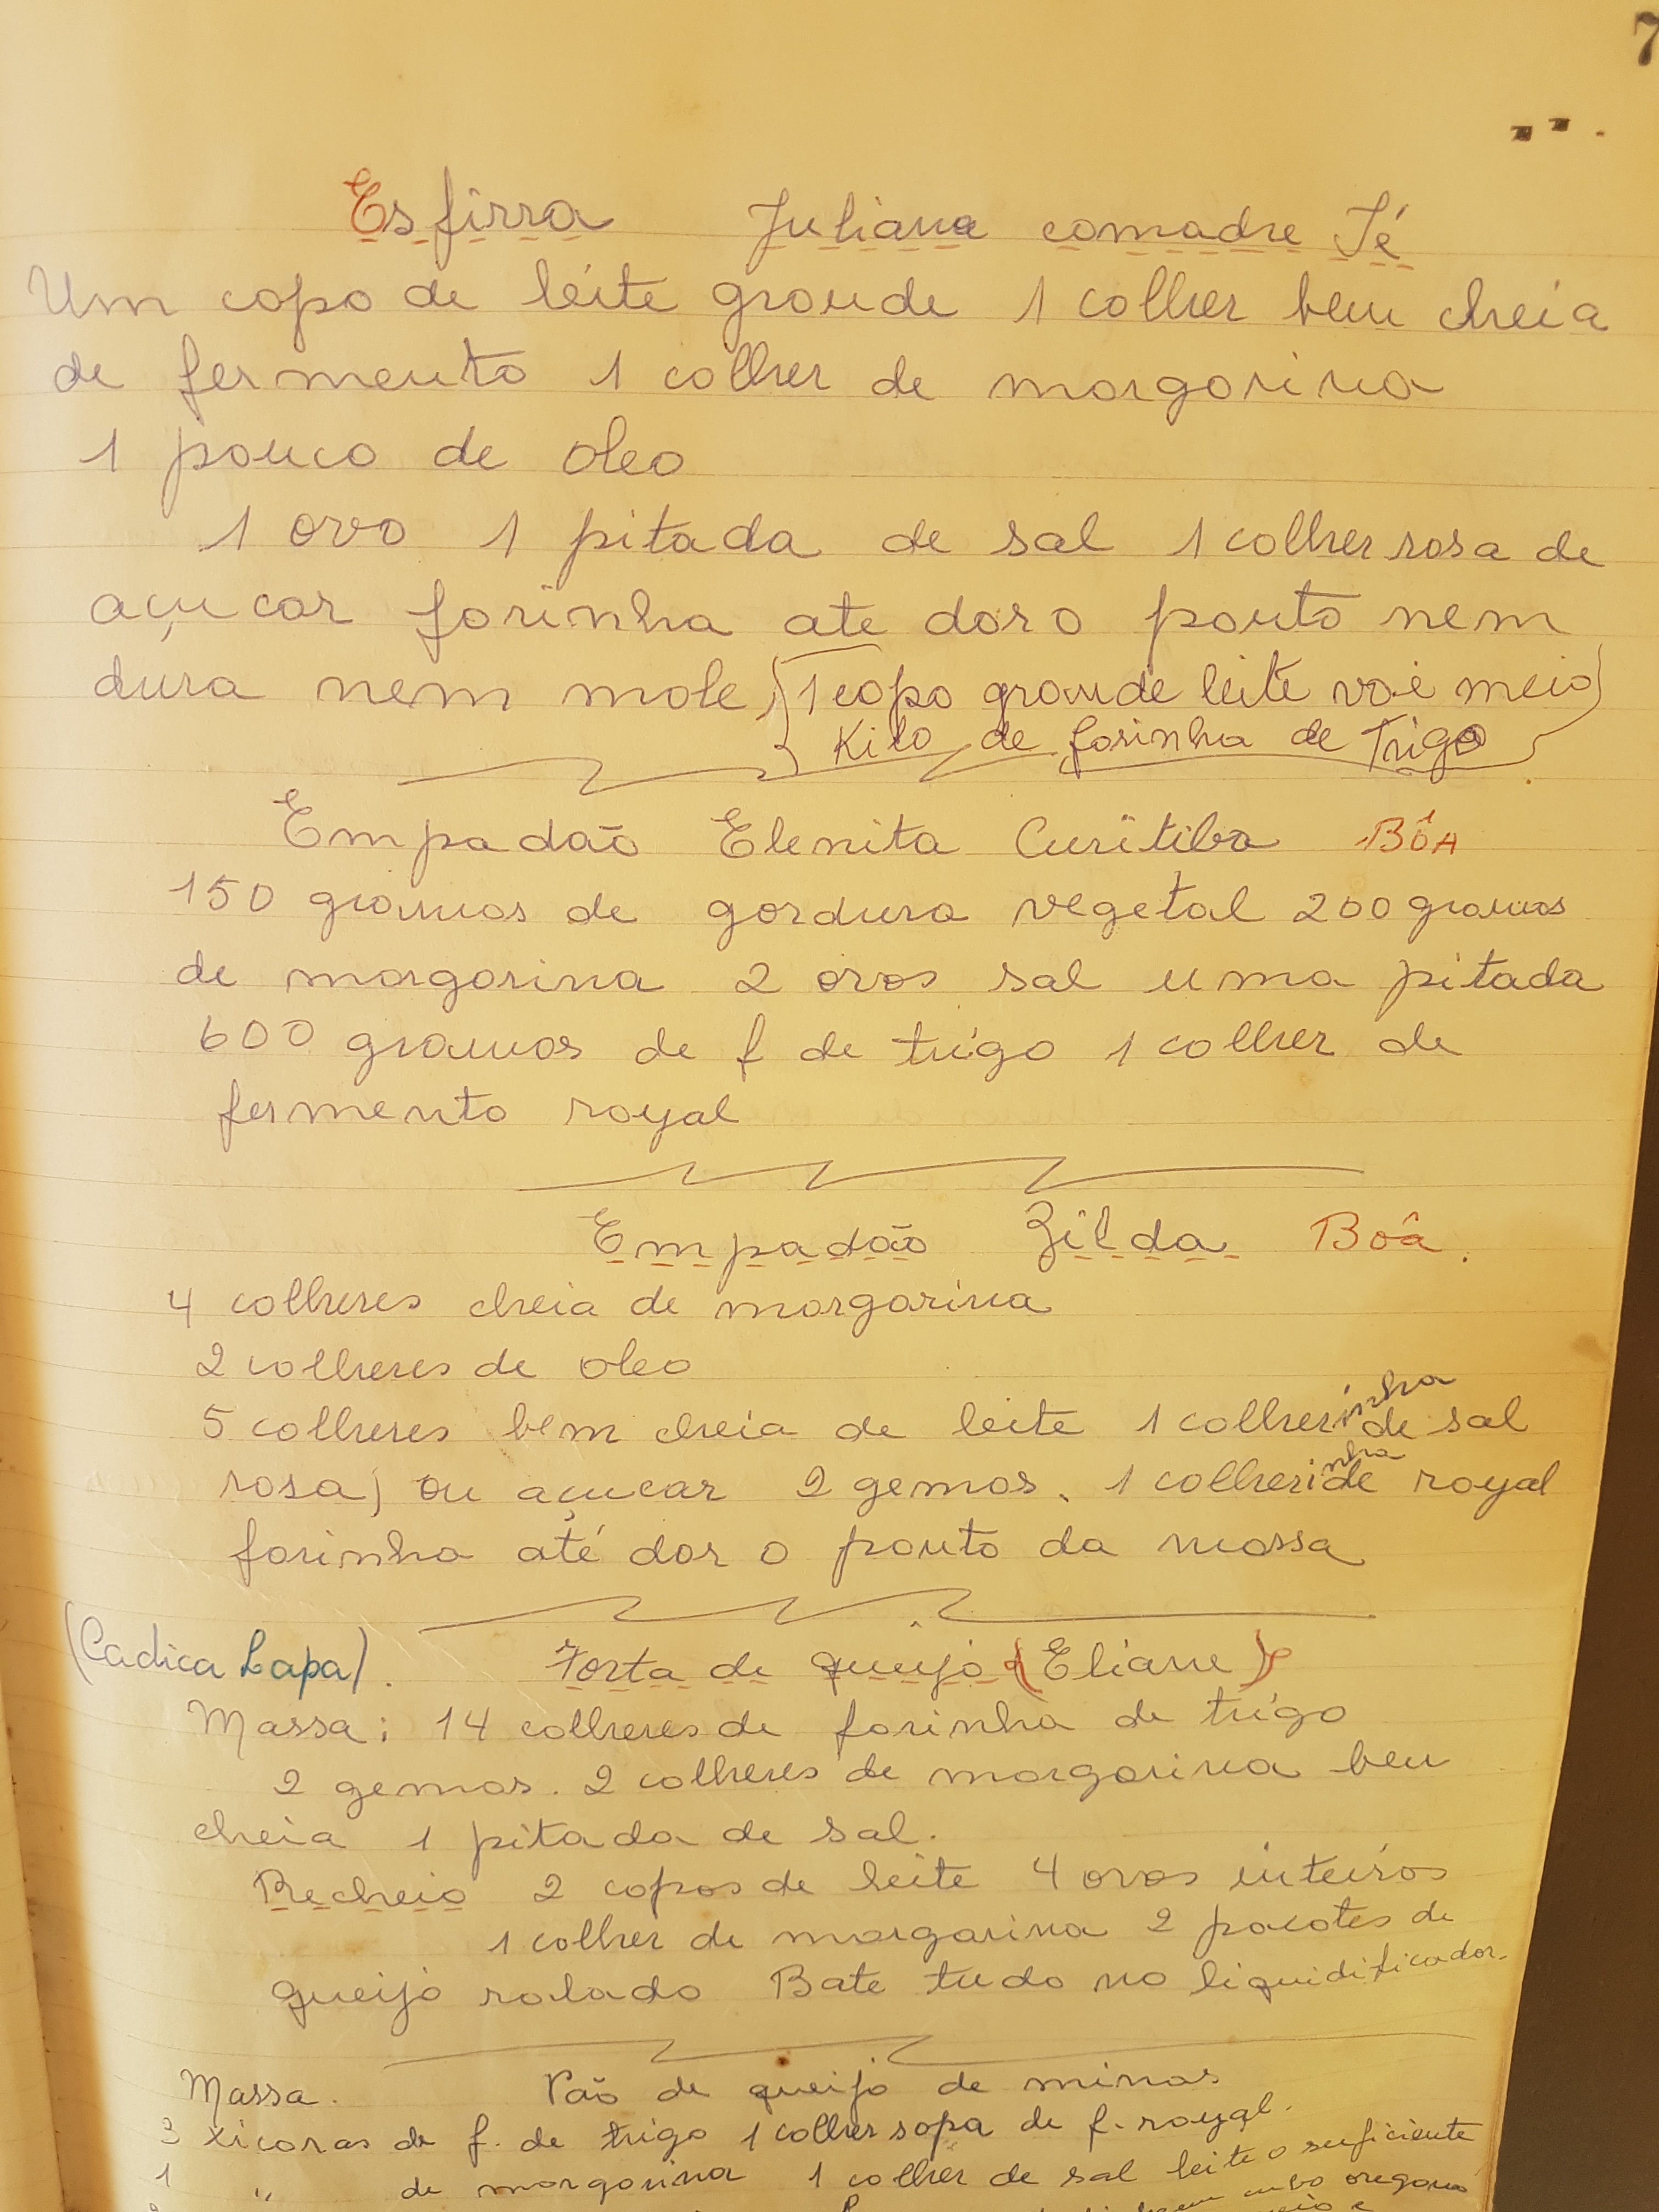 7
Esfirra Juliana comadre Té
Um copo de leite grande 1 colher bem cheia
de fermento 1 colher de margarina
1 pouco de oleo
1 ovo 1 pitada de sal 1 colher rosa de
açucar farinha ate dar o ponto nem
dura nem mole, (1 copo grande leite vai meio
Kilo de farinha de Trigo)
Empadão Elenita Curitiba BôA
150 gramas de gordura vegetal 200 gramas
de margarina 2 ovos sal uma pitada
600 gramas de f de trigo 1 colher de
fermento royal
Empadão Zilda Boâ.
4 colheres cheia de margarina
2 colheres de oleo
5 colheres bem cheia de leite 1 colherinha de sal
rosa) ou açucar 2 gemas. 1 colherinha de royal
farinha até dar o ponto da massa
(Cadica Lapa). Torta de queijo (Eliane)
Massa: 14 colheres de farinha de trigo
2 gemas. 2 colheres de margarina bem
cheia 1 pitada de sal.
Recheio 2 copos de leite 4 ovos inteiros
1 colher de margarina 2 pacotes de
queijo ralado Bate tudo no liquidificador.
Massa. Pão de queijo de minas
3 xicaras de f. de trigo 1 colher sopa de f. royal.
1 " de margarina 1 colher de sal leite o suficiente
oregano